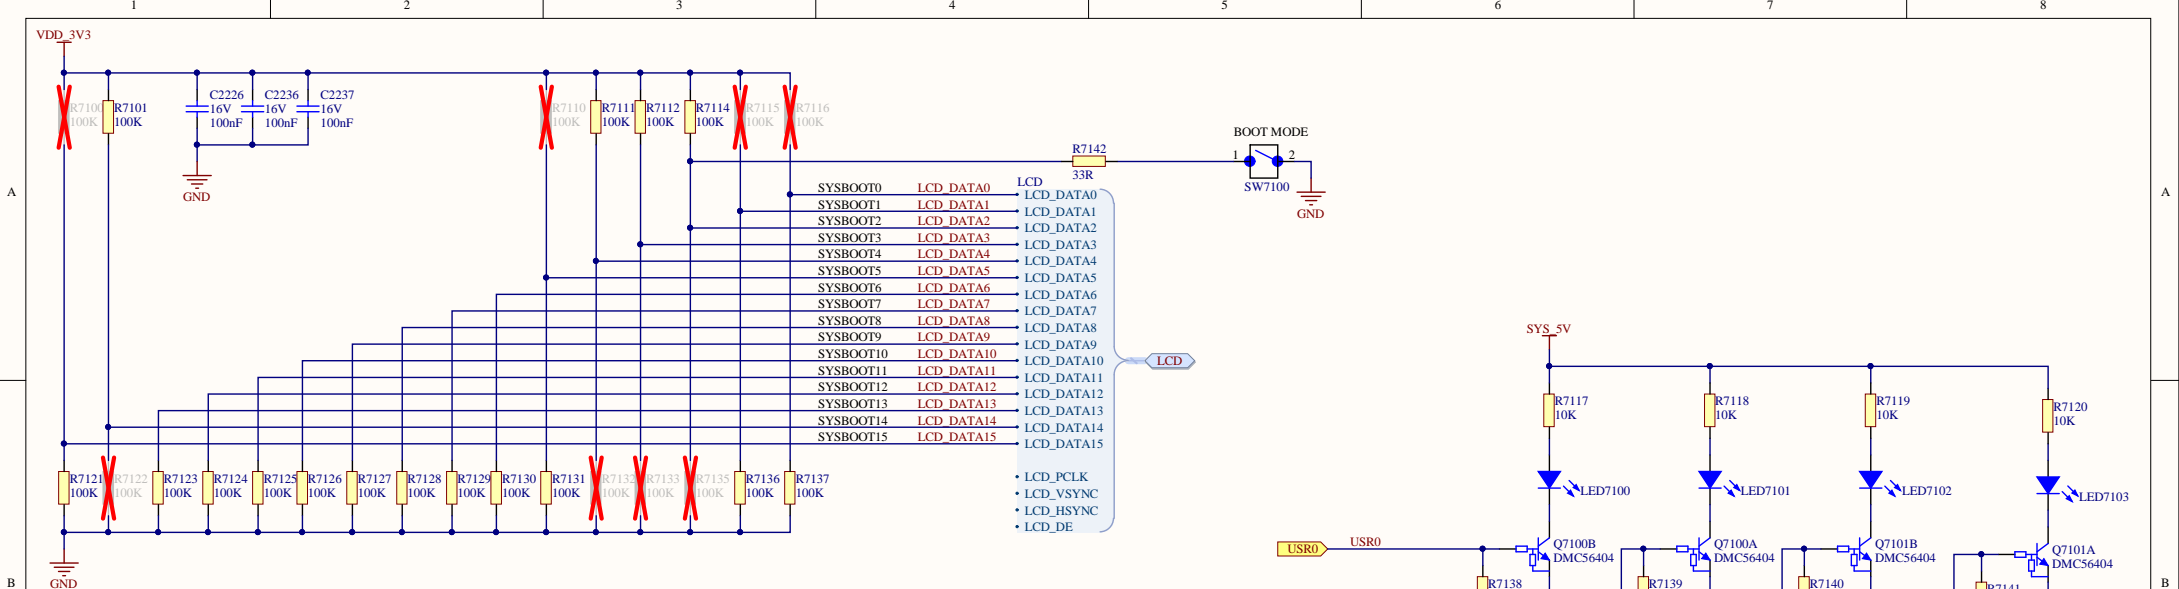 1 2 3 4 5 6 7 8
VDD_3V3
R7100 R7101 C2226 C2236 C2237 R7110 R7111 R7112 R7114 R7115 R7116
100K 100K 16V 16V 16V 100K 100K 100K 100K 100K 100K
100nF 100nF 100nF
BOOT MODE
R7142 1 2
33R SW7100
A GND GND A
LCD
SYSBOOT0 LCD_DATA0 LCD_DATA0
SYSBOOT1 LCD_DATA1 LCD_DATA1
SYSBOOT2 LCD_DATA2 LCD_DATA2
SYSBOOT3 LCD_DATA3 LCD_DATA3
SYSBOOT4 LCD_DATA4 LCD_DATA4
SYSBOOT5 LCD_DATA5 LCD_DATA5
SYSBOOT6 LCD_DATA6 LCD_DATA6
SYSBOOT7 LCD_DATA7 LCD_DATA7
SYSBOOT8 LCD_DATA8 LCD_DATA8
SYSBOOT9 LCD_DATA9 LCD_DATA9
SYSBOOT10 LCD_DATA10 LCD_DATA10
SYSBOOT11 LCD_DATA11 LCD_DATA11
SYSBOOT12 LCD_DATA12 LCD_DATA12
SYSBOOT13 LCD_DATA13 LCD_DATA13
SYSBOOT14 LCD_DATA14 LCD_DATA14
SYSBOOT15 LCD_DATA15 LCD_DATA15
LCD_PCLK
LCD_VSYNC
LCD_HSYNC
LCD_DE
LCD
R7121 R7122 R7123 R7124 R7125 R7126 R7127 R7128 R7129 R7130 R7131 R7132 R7133 R7135 R7136 R7137
100K 100K 100K 100K 100K 100K 100K 100K 100K 100K 100K 100K 100K 100K 100K 100K
GND
SYS_5V
R7117 R7118 R7119 R7120
10K 10K 10K 10K
LED7100 LED7101 LED7102 LED7103
USR0 USR0
Q7100B Q7100A Q7101B Q7101A
DMC56404 DMC56404 DMC56404 DMC56404
B R7138 R7139 R7140 R7141 B